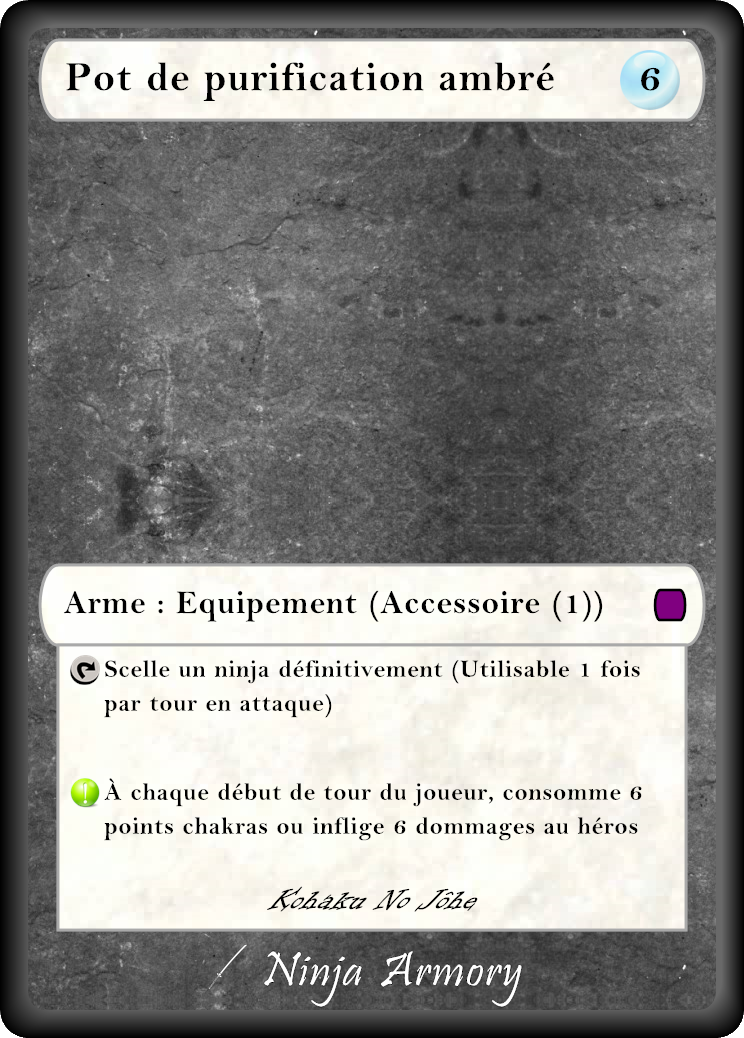 Pot de purification ambré
6
Arme : Equipement (Accessoire (1))
Scelle un ninja définitivement (Utilisable 1 fois
par tour en attaque)
À chaque début de tour du joueur, consomme 6
points chakras ou inflige 6 dommages au héros
Kohaku No Jôhe
Ninja Armory